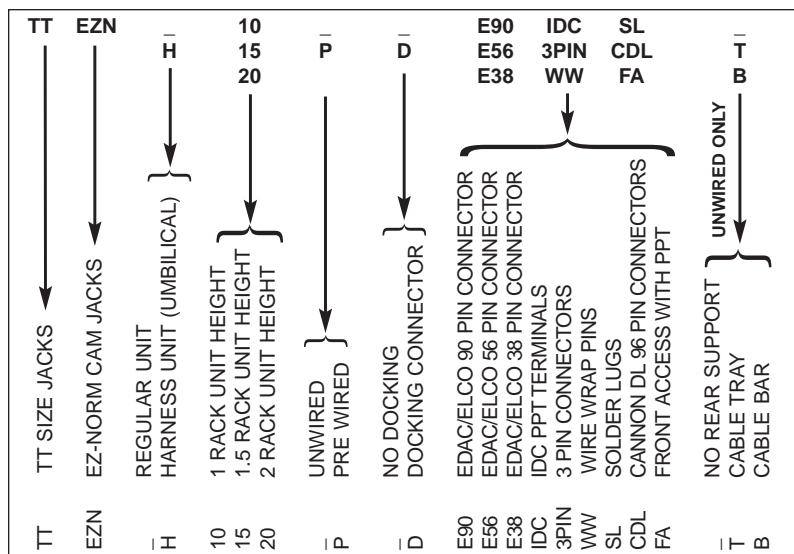 TT EZN _ 10 _ _ E90 IDC SL _
H 15 P D E56 3PIN CDL T
20 E38 WW FA B
UNWIRED ONLY
TT TT SIZE JACKS
EZN EZ-NORM CAM JACKS
_ REGULAR UNIT
H HARNESS UNIT (UMBILICAL)
10 1 RACK UNIT HEIGHT
15 1.5 RACK UNIT HEIGHT
20 2 RACK UNIT HEIGHT
_ UNWIRED
P PRE WIRED
_ NO DOCKING
D DOCKING CONNECTOR
E90 EDAC/ELCO 90 PIN CONNECTOR
E56 EDAC/ELCO 56 PIN CONNECTOR
E38 EDAC/ELCO 38 PIN CONNECTOR
IDC IDC PPT TERMINALS
3PIN 3 PIN CONNECTORS
WW WIRE WRAP PINS
SL SOLDER LUGS
CDL CANNON DL 96 PIN CONNECTORS
FA FRONT ACCESS WITH PPT
_ NO REAR SUPPORT
T CABLE TRAY
B CABLE BAR